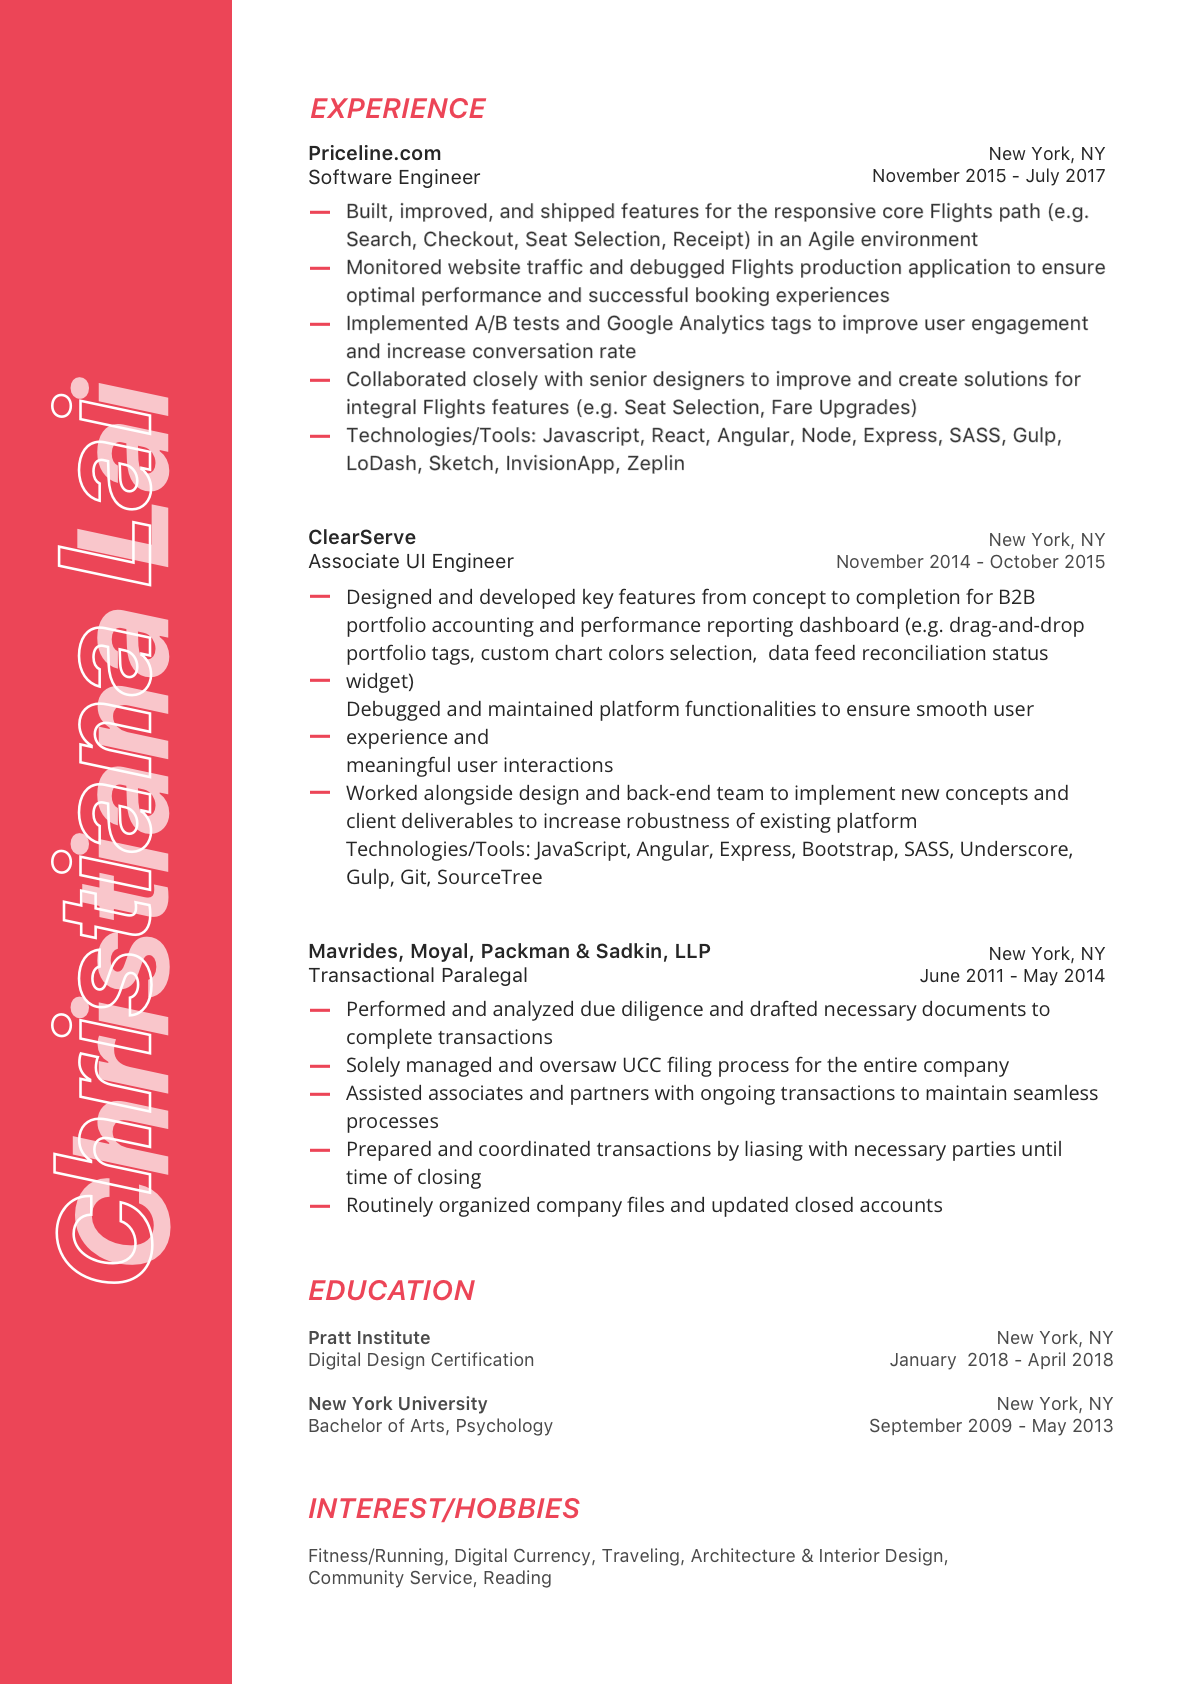 Christiana Lai
EXPERIENCE
Priceline.com
New York, NY
Software Engineer
November 2015 - July 2017
Built, improved, and shipped features for the responsive core Flights path (e.g.
Search, Checkout, Seat Selection, Receipt) in an Agile environment
Monitored website traffic and debugged Flights production application to ensure
optimal performance and successful booking experiences
Implemented A/B tests and Google Analytics tags to improve user engagement
and increase conversation rate
Collaborated closely with senior designers to improve and create solutions for
integral Flights features (e.g. Seat Selection, Fare Upgrades)
Technologies/Tools: Javascript, React, Angular, Node, Express, SASS, Gulp,
LoDash, Sketch, InvisionApp, Zeplin
ClearServe
New York, NY
Associate UI Engineer
November 2014 - October 2015
Designed and developed key features from concept to completion for B2B
portfolio accounting and performance reporting dashboard (e.g. drag-and-drop
portfolio tags, custom chart colors selection,  data feed reconciliation status
widget)
Debugged and maintained platform functionalities to ensure smooth user
experience and
meaningful user interactions
Worked alongside design and back-end team to implement new concepts and
client deliverables to increase robustness of existing platform
Technologies/Tools: JavaScript, Angular, Express, Bootstrap, SASS, Underscore,
Gulp, Git, SourceTree
Mavrides, Moyal, Packman & Sadkin, LLP
New York, NY
Transactional Paralegal
June 2011 - May 2014
Performed and analyzed due diligence and drafted necessary documents to
complete transactions
Solely managed and oversaw UCC filing process for the entire company
Assisted associates and partners with ongoing transactions to maintain seamless
processes
Prepared and coordinated transactions by liasing with necessary parties until
time of closing
Routinely organized company files and updated closed accounts
EDUCATION
Pratt Institute
New York, NY
Digital Design Certification
January  2018 - April 2018
New York University
New York, NY
Bachelor of Arts, Psychology
September 2009 - May 2013
INTEREST/HOBBIES
Fitness/Running, Digital Currency, Traveling, Architecture & Interior Design,
Community Service, Reading